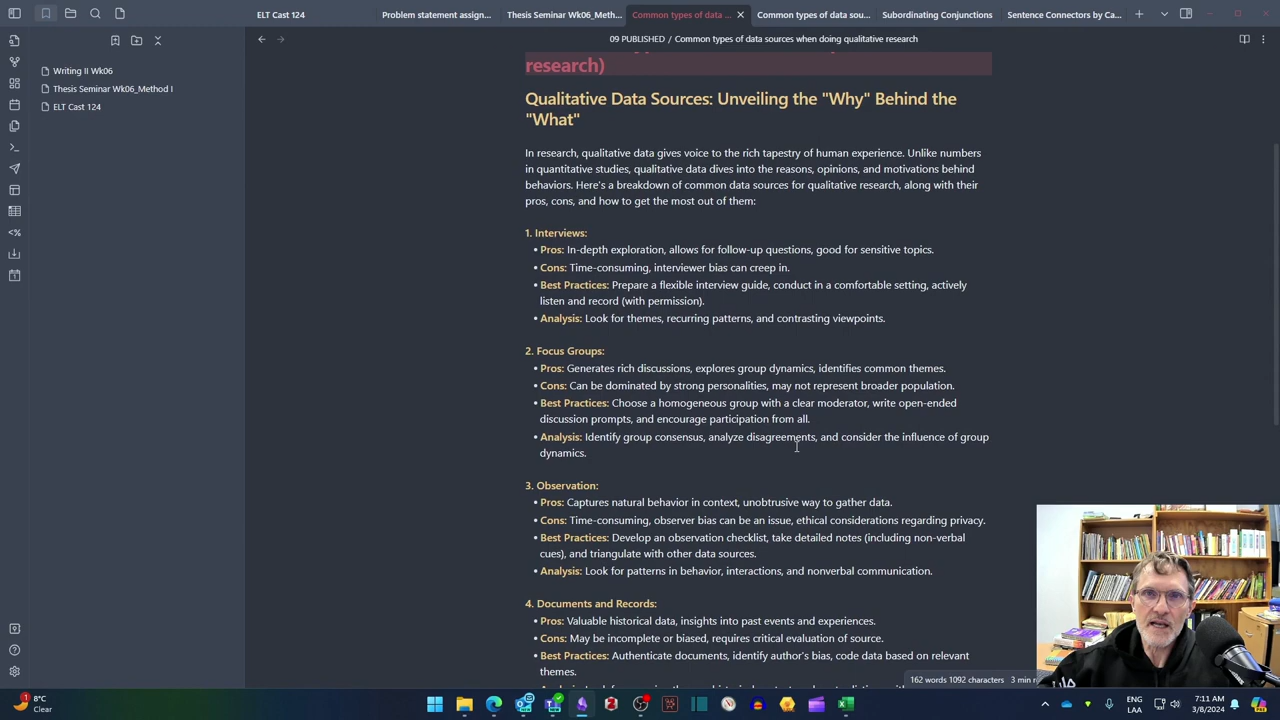 ELT Cast 124
Problem statement assign...
Thesis Seminar Wk06_Meth...
Common types of data ...
Common types of data sou...
Subordinating Conjunctions
Sentence Connectors by Ca...
09 PUBLISHED / Common types of data sources when doing qualitative research
Writing II Wk06
Thesis Seminar Wk06_Method I
ELT Cast 124
research)
Qualitative Data Sources: Unveiling the "Why" Behind the
"What"
In research, qualitative data gives voice to the rich tapestry of human experience. Unlike numbers
in quantitative studies, qualitative data dives into the reasons, opinions, and motivations behind
behaviors. Here's a breakdown of common data sources for qualitative research, along with their
pros, cons, and how to get the most out of them:
1. Interviews:
• Pros: In-depth exploration, allows for follow-up questions, good for sensitive topics.
• Cons: Time-consuming, interviewer bias can creep in.
• Best Practices: Prepare a flexible interview guide, conduct in a comfortable setting, actively
listen and record (with permission).
• Analysis: Look for themes, recurring patterns, and contrasting viewpoints.
2. Focus Groups:
• Pros: Generates rich discussions, explores group dynamics, identifies common themes.
• Cons: Can be dominated by strong personalities, may not represent broader population.
• Best Practices: Choose a homogeneous group with a clear moderator, write open-ended
discussion prompts, and encourage participation from all.
• Analysis: Identify group consensus, analyze disagreements, and consider the influence of group
dynamics.
3. Observation:
• Pros: Captures natural behavior in context, unobtrusive way to gather data.
• Cons: Time-consuming, observer bias can be an issue, ethical considerations regarding privacy.
• Best Practices: Develop an observation checklist, take detailed notes (including non-verbal
cues), and triangulate with other data sources.
• Analysis: Look for patterns in behavior, interactions, and nonverbal communication.
4. Documents and Records:
• Pros: Valuable historical data, insights into past events and experiences.
• Cons: May be incomplete or biased, requires critical evaluation of source.
• Best Practices: Authenticate documents, identify author's bias, code data based on relevant
themes.
162 words 1092 characters 3 min
8°C
Clear
ENG
LAA
7:11 AM
3/8/2024